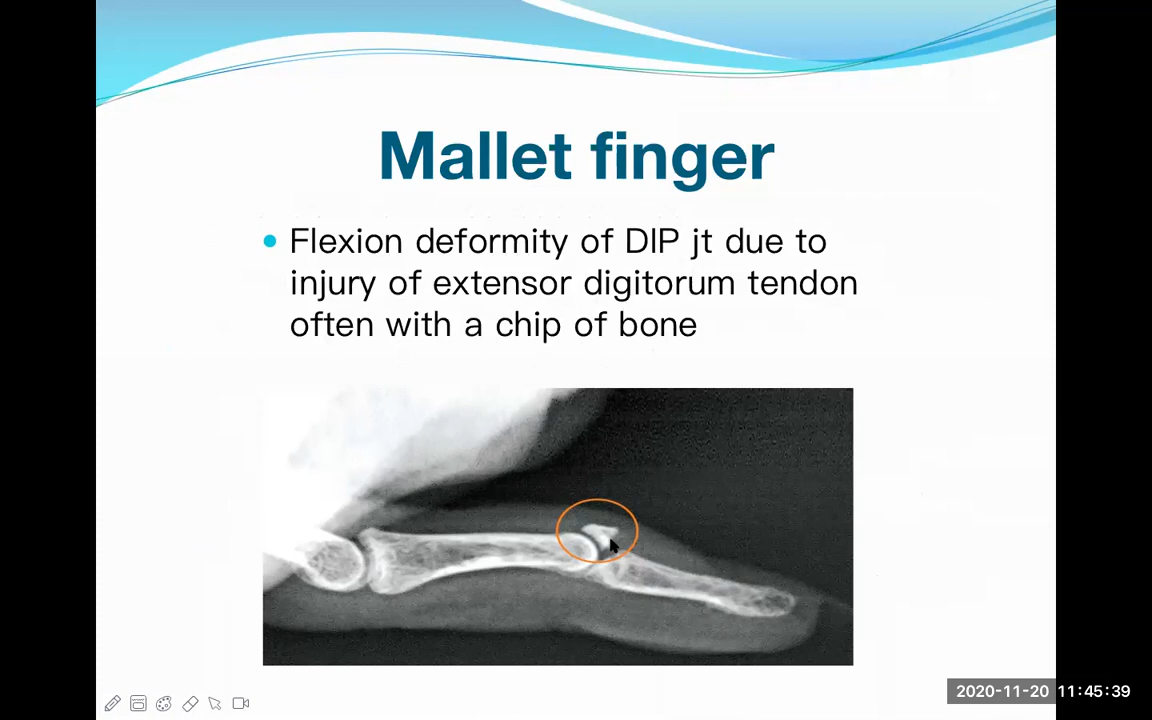 Mallet finger
Flexion deformity of DIP jt due to
injury of extensor digitorum tendon
often with a chip of bone
2020-11-20 11:45:39